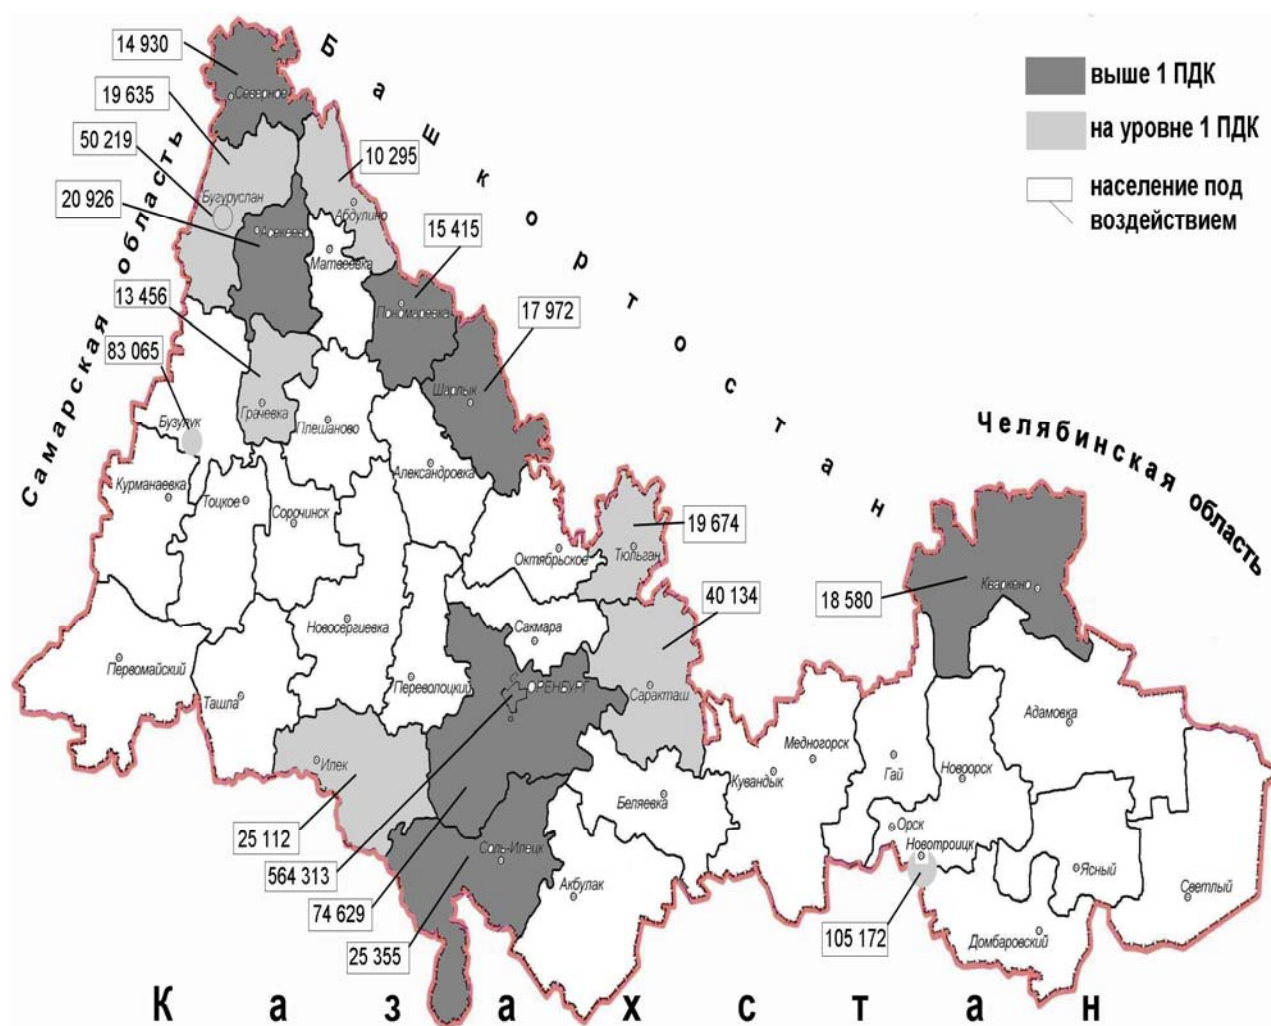 14 930
19 635
50 219
20 926
13 456
83 065
10 295
15 415
17 972
19 674
40 134
18 580
25 112
564 313
74 629
25 355
105 172
выше 1 ПДК
на уровне 1 ПДК
население под
воздействием
Самарская область
Башкортостан
Челябинская область
Казахстан
Северное
Бугуруслан
Абдулино
Асекеево
Матвеевка
Пономаревка
Шарлык
Грачевка
Бузулук
Плешаново
Александровка
Курманаевка
Тоцкое
Сорочинск
Октябрьское
Тюльган
Новосергиевка
Сакмара
Первомайский
Ташла
Переволоцкий
ОРЕНБУРГ
Саракташ
Илек
Беляевка
Соль-Илецк
Акбулак
Кувандык
Медногорск
Гай
Новоорск
Орск
Новотроицк
Кваркено
Адамовка
Ясный
Светлый
Домбаровский